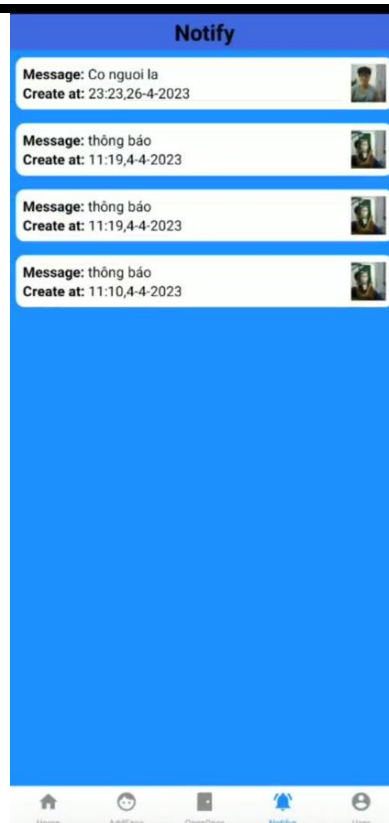 Notify
Message: Co nguoi la
Create at: 23:23,26-4-2023
Message: thông báo
Create at: 11:19,4-4-2023
Message: thông báo
Create at: 11:19,4-4-2023
Message: thông báo
Create at: 11:10,4-4-2023